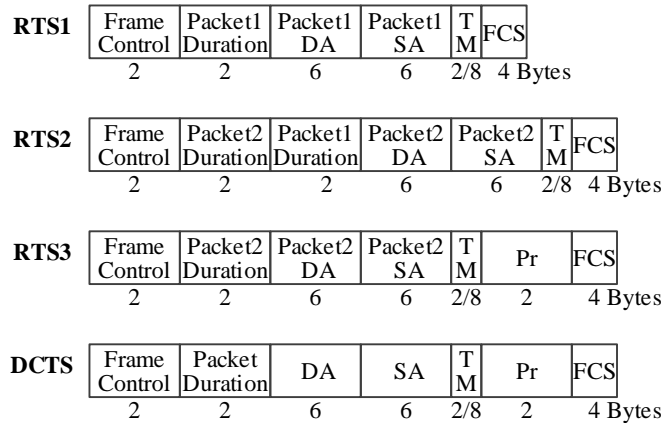 RTS1
Frame Control Packet1 Duration Packet1 DA Packet1 SA TM FCS
2 2 6 6 2/8 4 Bytes
RTS2
Frame Control Packet2 Duration Packet1 Duration Packet2 DA Packet2 SA TM FCS
2 2 2 6 6 2/8 4 Bytes
RTS3
Frame Control Packet2 Duration Packet2 DA Packet2 SA TM Pr FCS
2 2 6 6 2/8 2 4 Bytes
DCTS
Frame Control Packet Duration DA SA TM Pr FCS
2 2 6 6 2/8 2 4 Bytes